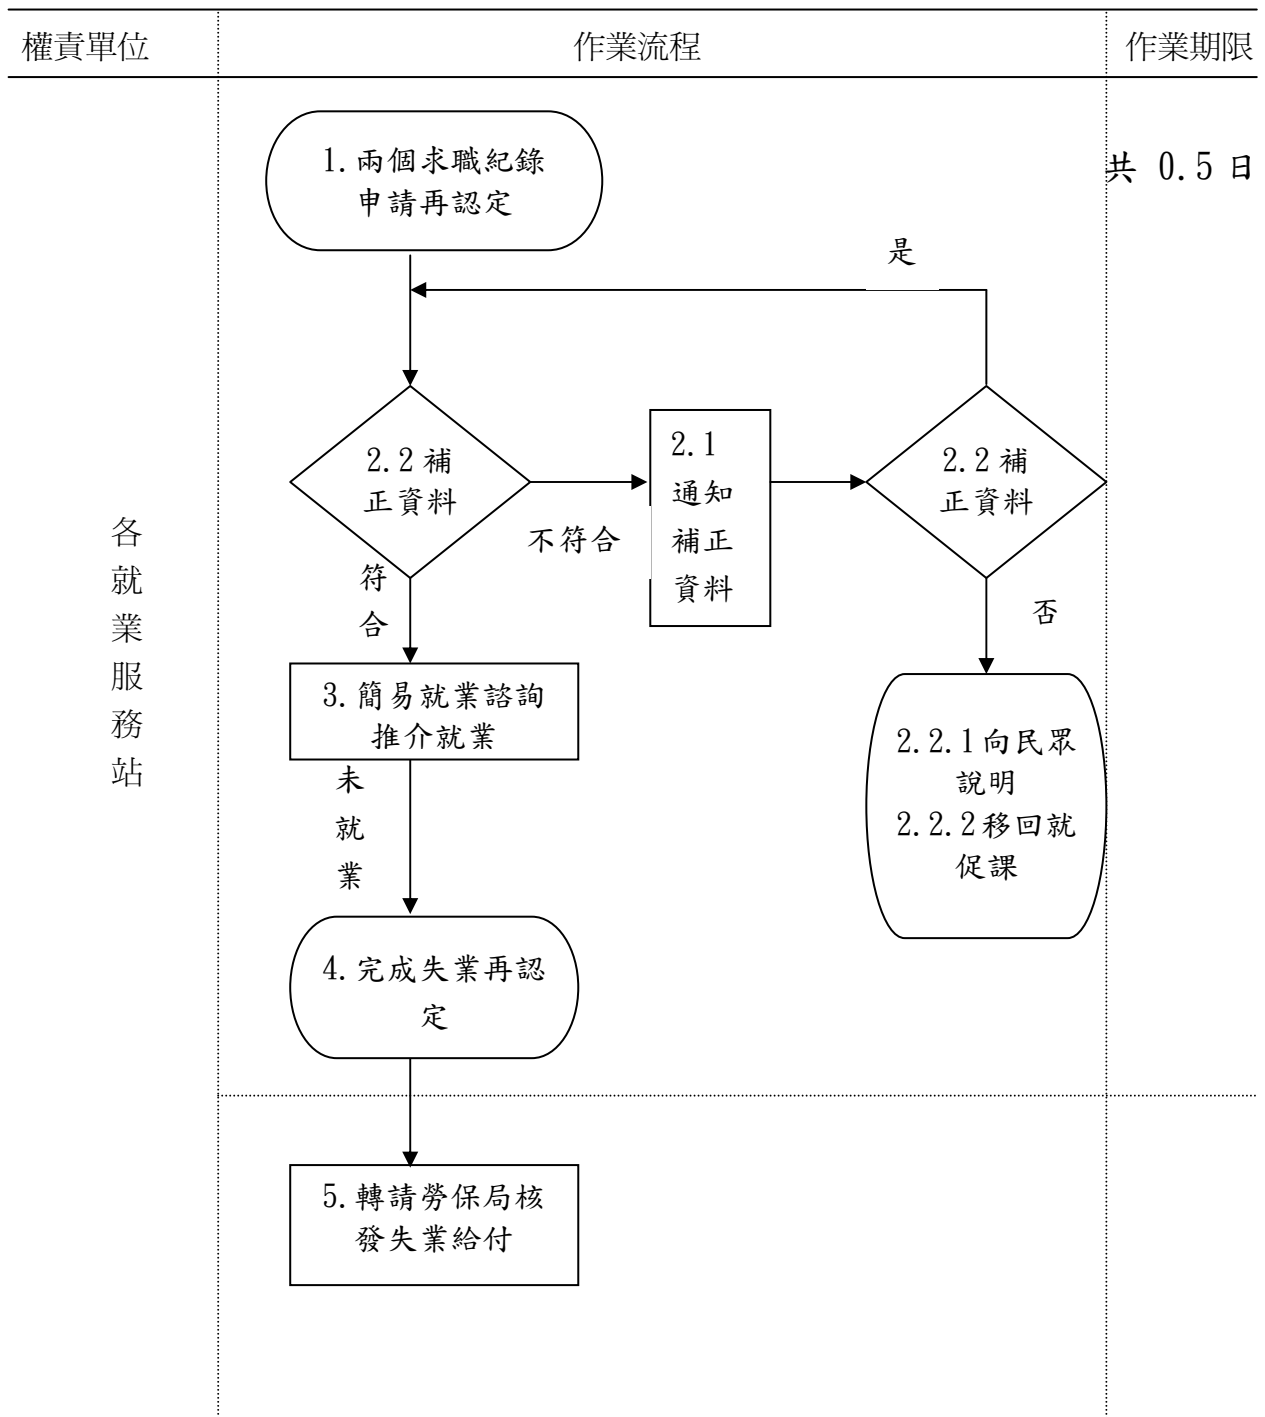 權責單位
作業流程
作業期限
1.兩個求職紀錄
申請再認定
共 0.5 日
是
2.2 補
正資料
不符合
2.1
通知
補正
資料
2.2 補
正資料
符
合
否
3.簡易就業諮詢
推介就業
未
就
業
2.2.1向民眾
說明
2.2.2移回就
促課
4.完成失業再認
定
5.轉請勞保局核
發失業給付
各
就
業
服
務
站